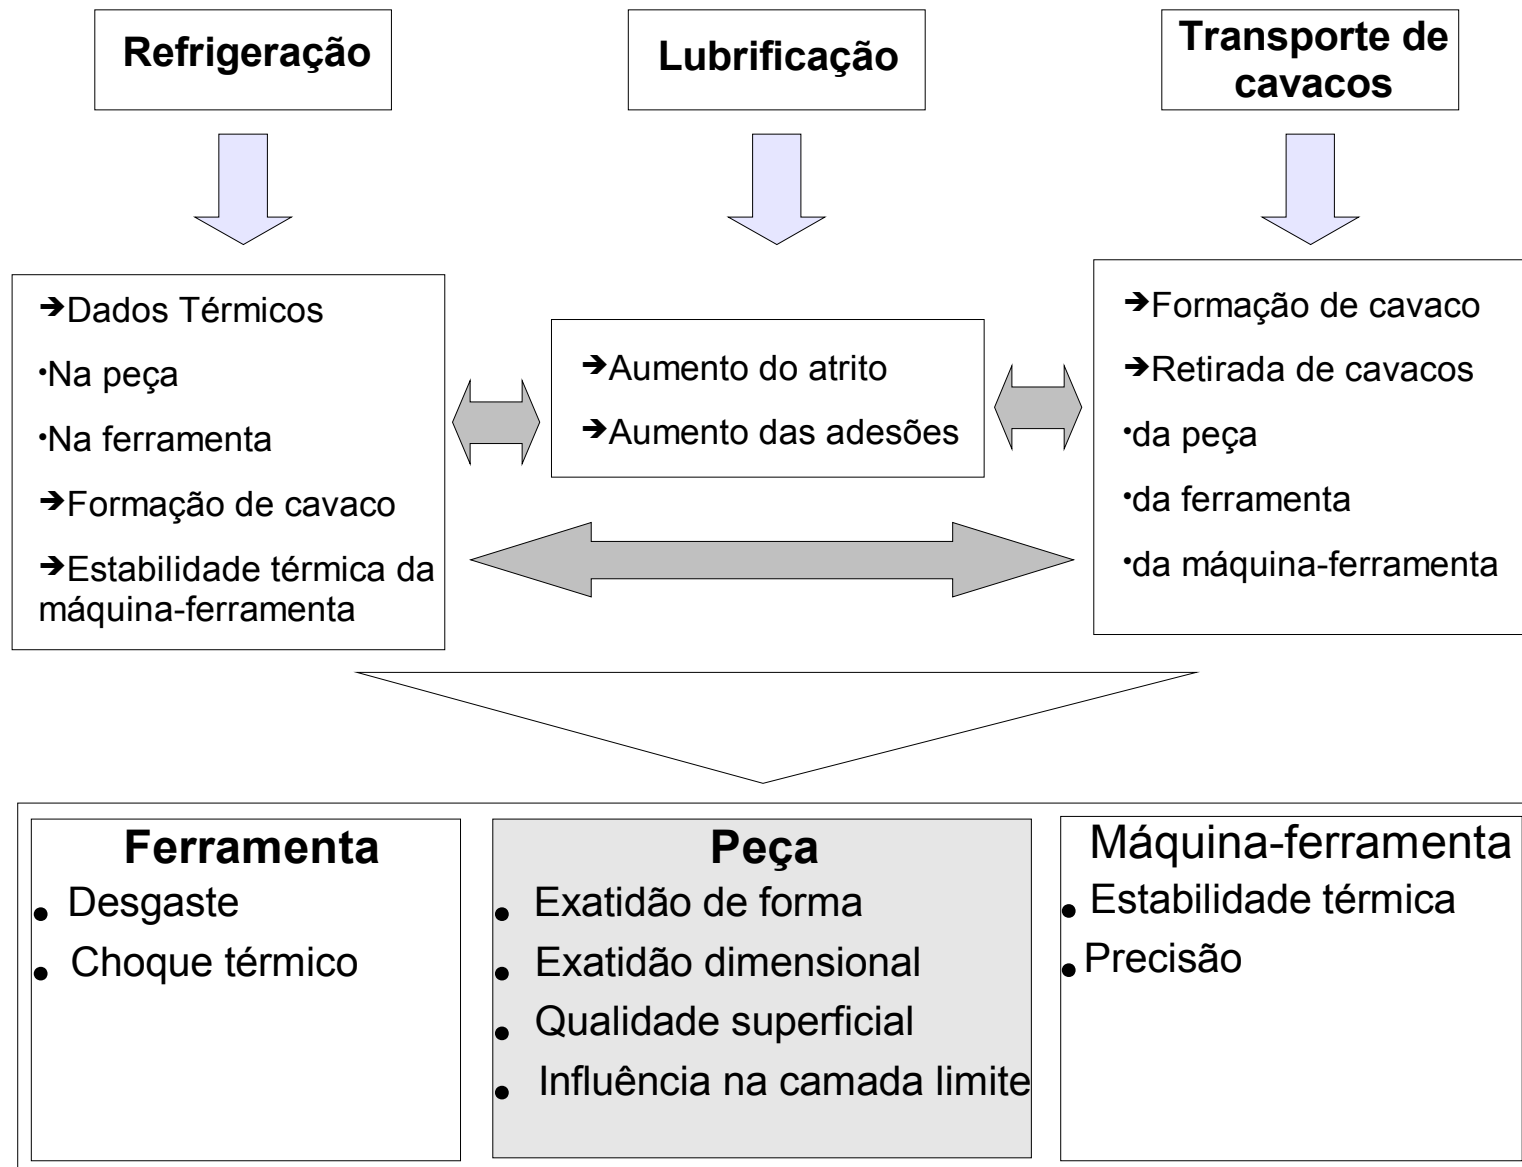 Refrigeração
Lubrificação
Transporte de
cavacos
➔Dados Térmicos
•Na peça
•Na ferramenta
➔Formação de cavaco
➔Estabilidade térmica da
máquina-ferramenta
➔Aumento do atrito
➔Aumento das adesões
➔Formação de cavaco
➔Retirada de cavacos
•da peça
•da ferramenta
•da máquina-ferramenta
Ferramenta
• Desgaste
• Choque térmico
Peça
• Exatidão de forma
• Exatidão dimensional
• Qualidade superficial
• Influência na camada limite
Máquina-ferramenta
• Estabilidade térmica
• Precisão